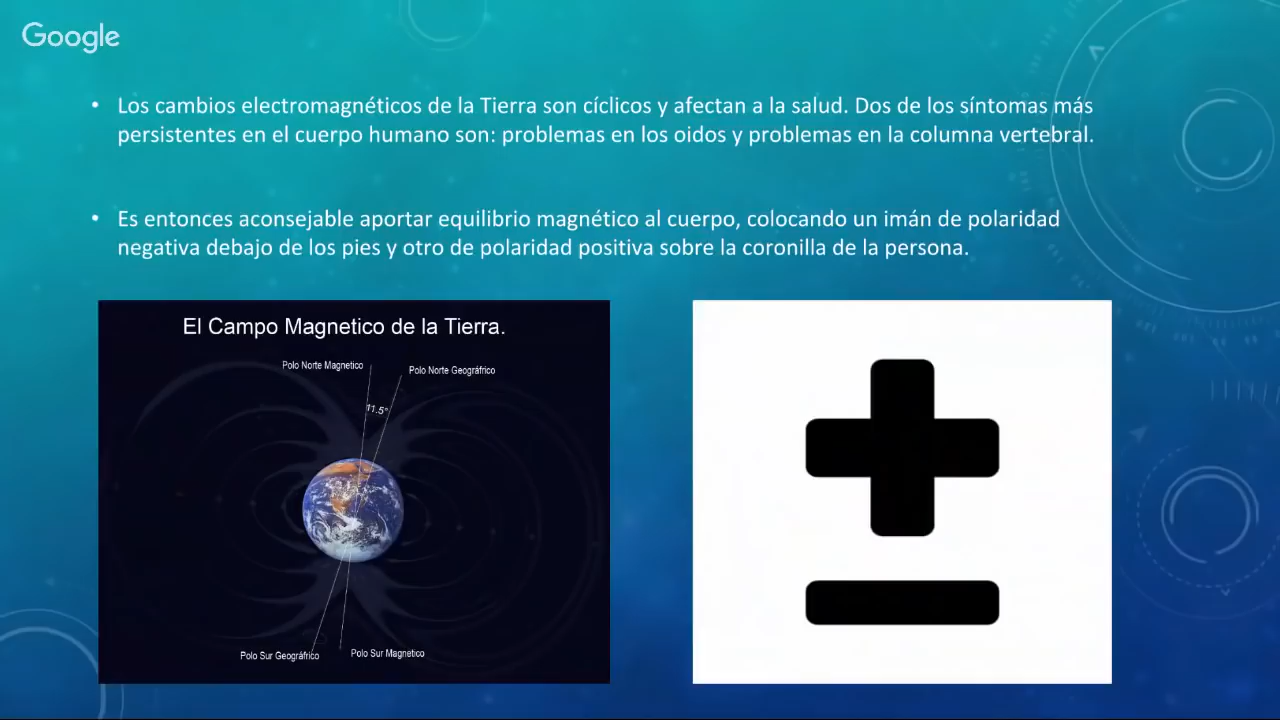 Google
• Los cambios electromagnéticos de la Tierra son cíclicos y afectan a la salud. Dos de los síntomas más
persistentes en el cuerpo humano son: problemas en los oidos y problemas en la columna vertebral.
• Es entonces aconsejable aportar equilibrio magnético al cuerpo, colocando un imán de polaridad
negativa debajo de los pies y otro de polaridad positiva sobre la coronilla de la persona.
El Campo Magnetico de la Tierra.
Polo Norte Magnetico
Polo Norte Geográfico
11.5°
Polo Sur Geográfico
Polo Sur Magnetico